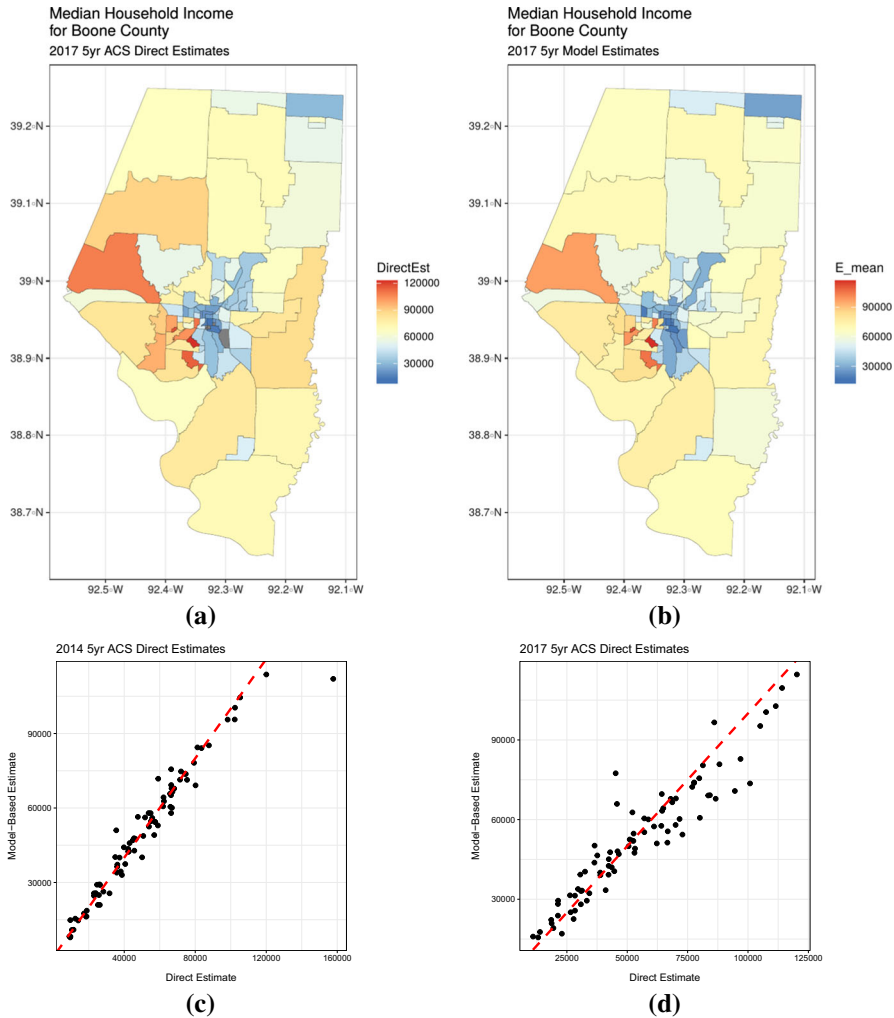 Median Household Income
for Boone County
2017 5yr ACS Direct Estimates
39.2°N
39.1°N
39°N
38.9°N
38.8°N
38.7°N
92.5°W 92.4°W 92.3°W 92.2°W 92.1°W
DirectEst
120000
90000
60000
30000
(a)
Median Household Income
for Boone County
2017 5yr Model Estimates
39.2°N
39.1°N
39°N
38.9°N
38.8°N
38.7°N
92.5°W 92.4°W 92.3°W 92.2°W 92.1°W
E_mean
90000
60000
30000
(b)
2014 5yr ACS Direct Estimates
Model-Based Estimate
90000
60000
30000
40000 80000 120000 160000
Direct Estimate
(c)
2017 5yr ACS Direct Estimates
Model-Based Estimate
90000
60000
30000
25000 50000 75000 100000 125000
Direct Estimate
(d)